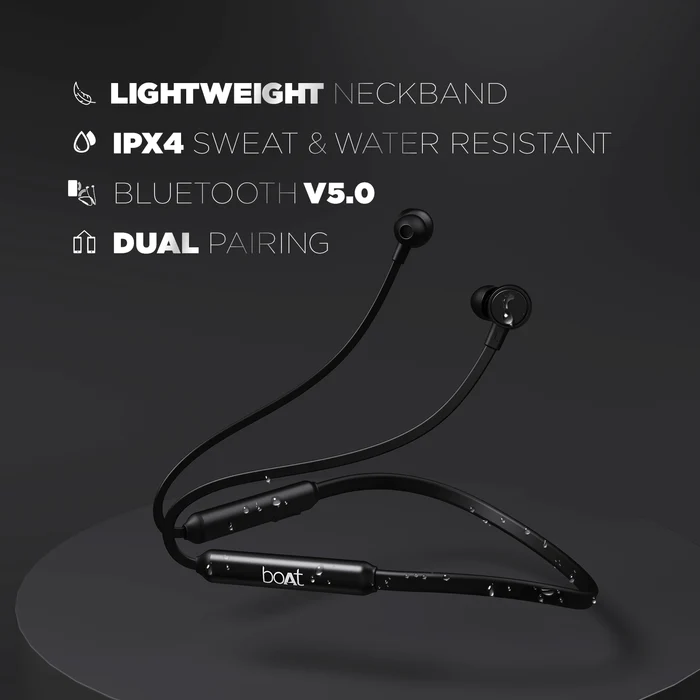 LIGHTWEIGHT NECKBAND
IPX4 SWEAT & WATER RESISTANT
BLUETOOTH V5.0
DUAL PAIRING
boAt